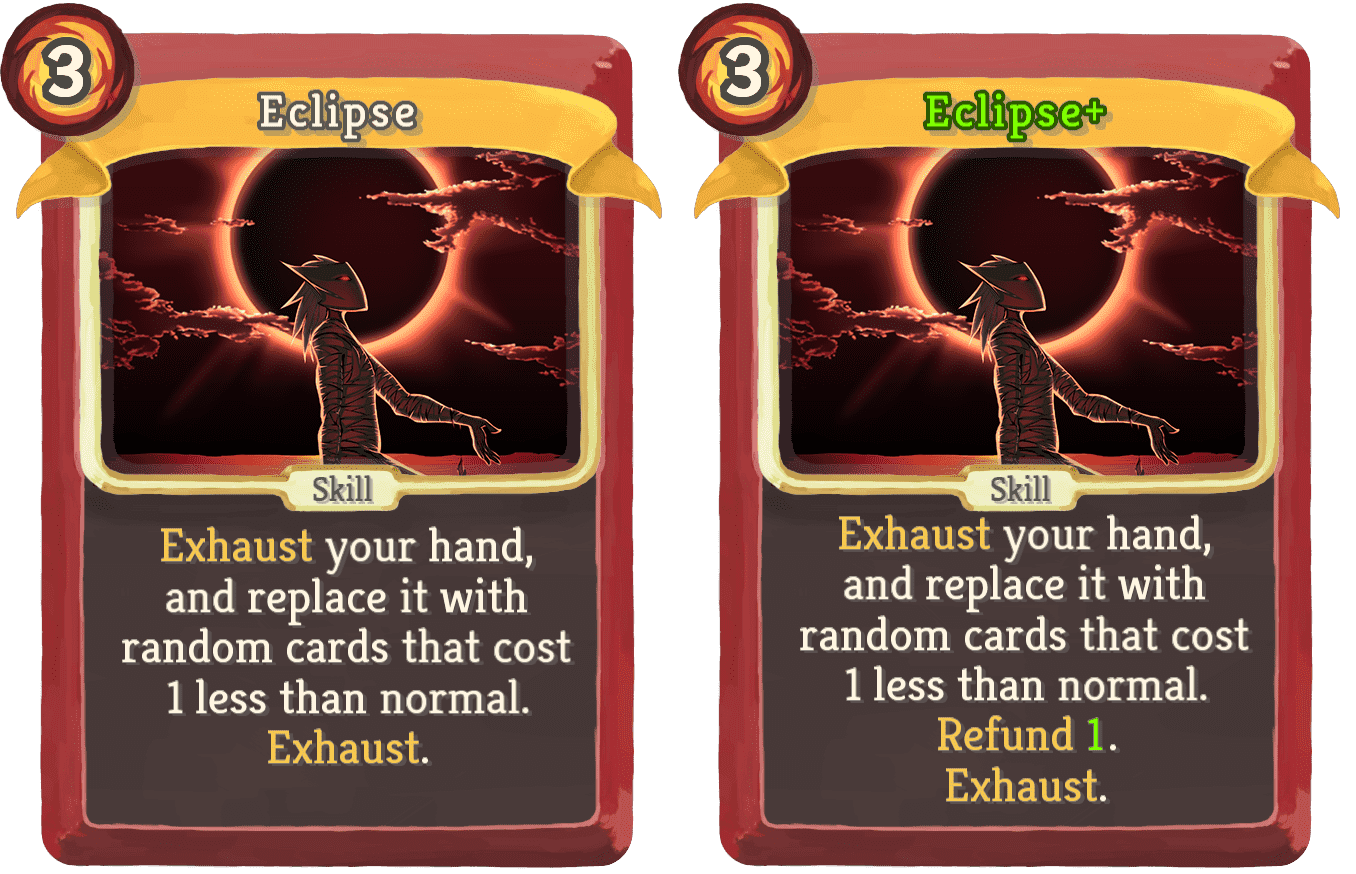 3
Eclipse
Skill
Exhaust your hand,
and replace it with
random cards that cost
1 less than normal.
Exhaust.
3
Eclipse+
Skill
Exhaust your hand,
and replace it with
random cards that cost
1 less than normal.
Refund 1.
Exhaust.